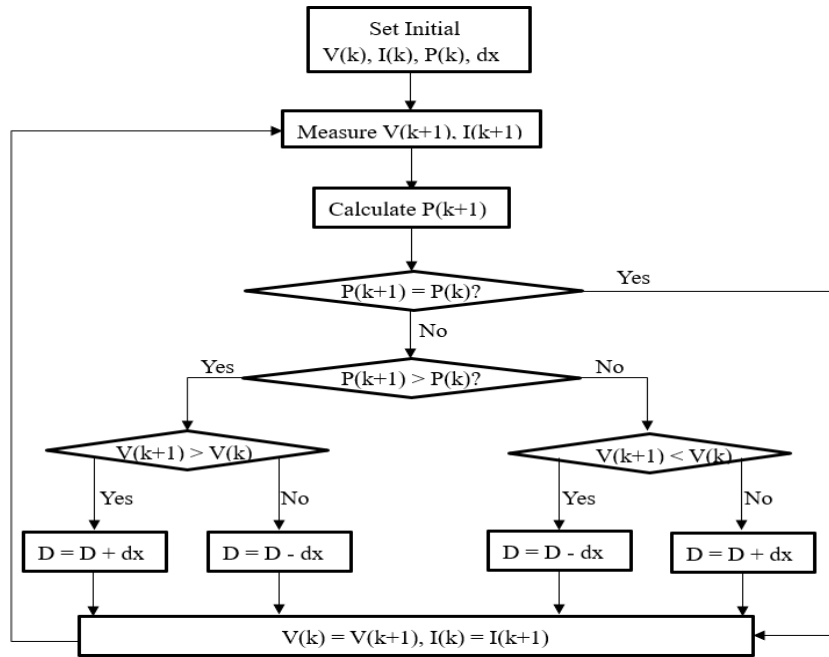 Set Initial
V(k), I(k), P(k), dx
Measure V(k+1), I(k+1)
Calculate P(k+1)
P(k+1) = P(k)?
Yes
No
Yes
P(k+1) > P(k)?
No
V(k+1) > V(k)
V(k+1) < V(k)
Yes
No
Yes
No
D = D + dx
D = D - dx
D = D - dx
D = D + dx
V(k) = V(k+1), I(k) = I(k+1)